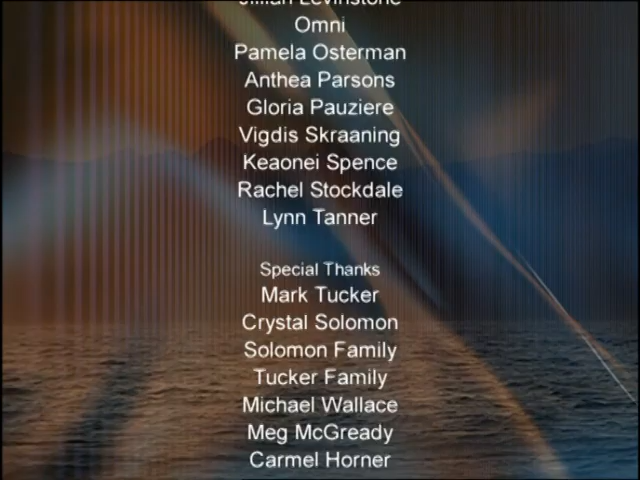 Jillian Levinstone
Omni
Pamela Osterman
Anthea Parsons
Gloria Pauziere
Vigdis Skraaning
Keaonei Spence
Rachel Stockdale
Lynn Tanner
Special Thanks
Mark Tucker
Crystal Solomon
Solomon Family
Tucker Family
Michael Wallace
Meg McGready
Carmel Horner